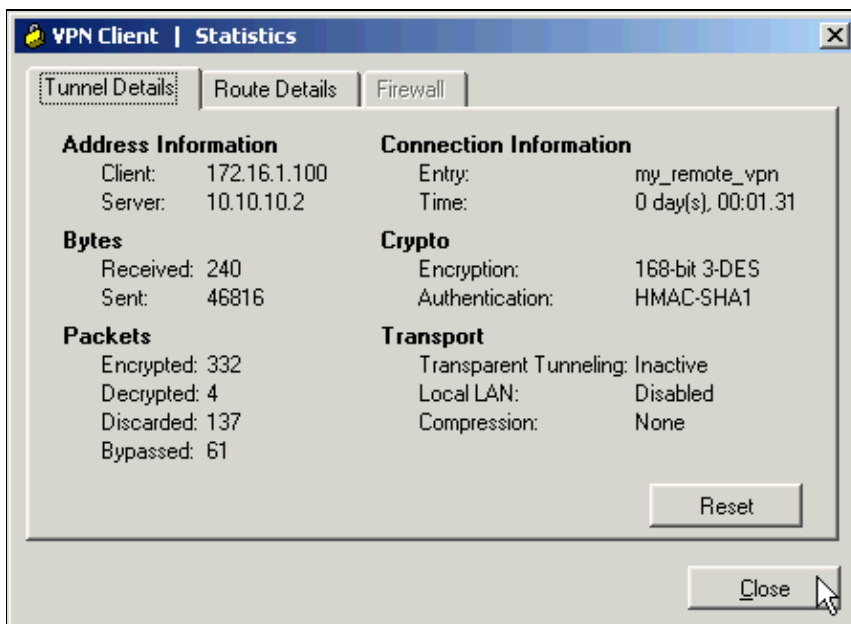 VPN Client | Statistics
Tunnel Details Route Details Firewall
Address Information
Client: 172.16.1.100
Server: 10.10.10.2
Connection Information
Entry: my_remote_vpn
Time: 0 day(s), 00:01.31
Bytes
Received: 240
Sent: 46816
Crypto
Encryption: 168-bit 3-DES
Authentication: HMAC-SHA1
Packets
Encrypted: 332
Decrypted: 4
Discarded: 137
Bypassed: 61
Transport
Transparent Tunneling: Inactive
Local LAN: Disabled
Compression: None
Reset
Close